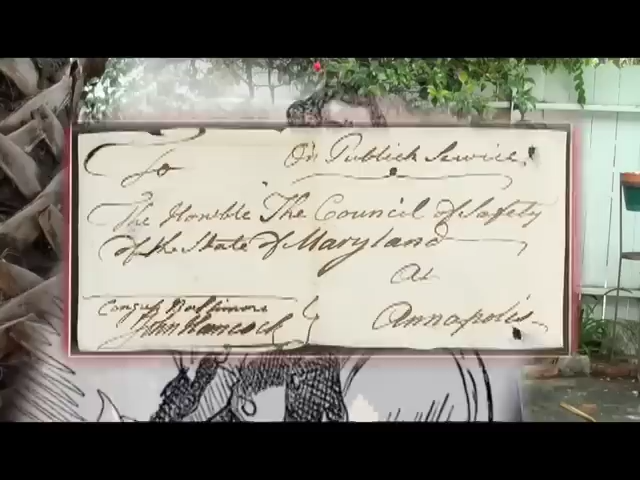 To
On Publick Service.
The Honble The Council of Safety
of the State of Maryland
At
Annapolis
Congss Baltimore
John Hancock